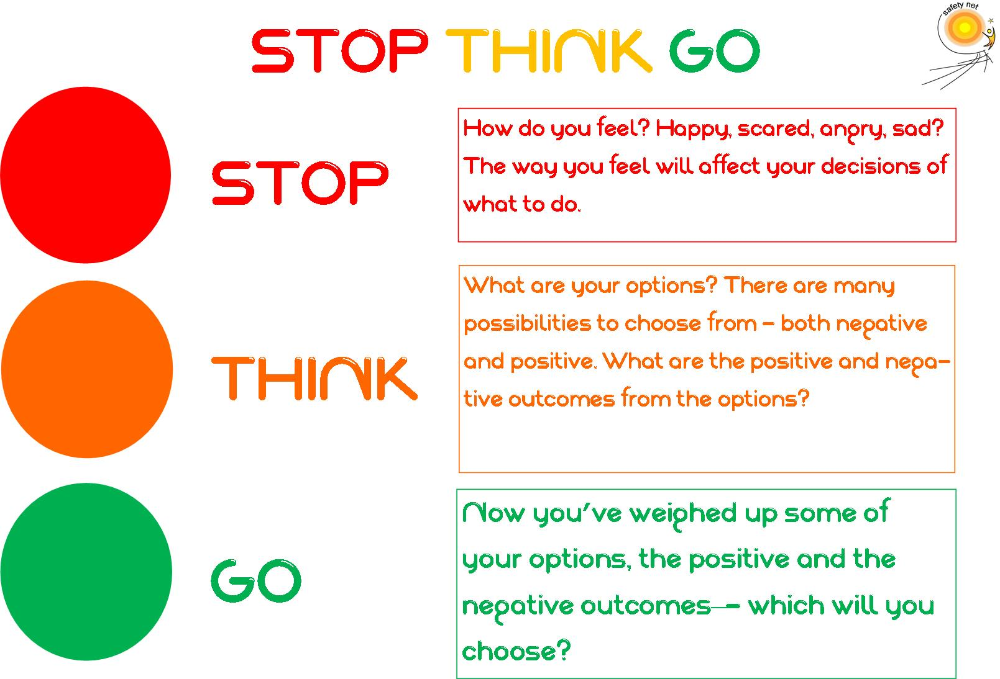 safety net
STOP THINK GO
STOP
How do you feel? Happy, scared, angry, sad?
The way you feel will affect your decisions of
what to do.
THINK
What are your options? There are many
possibilities to choose from – both negative
and positive. What are the positive and nega-
tive outcomes from the options?
GO
Now you've weighed up some of
your options, the positive and the
negative outcomes—– which will you
choose?